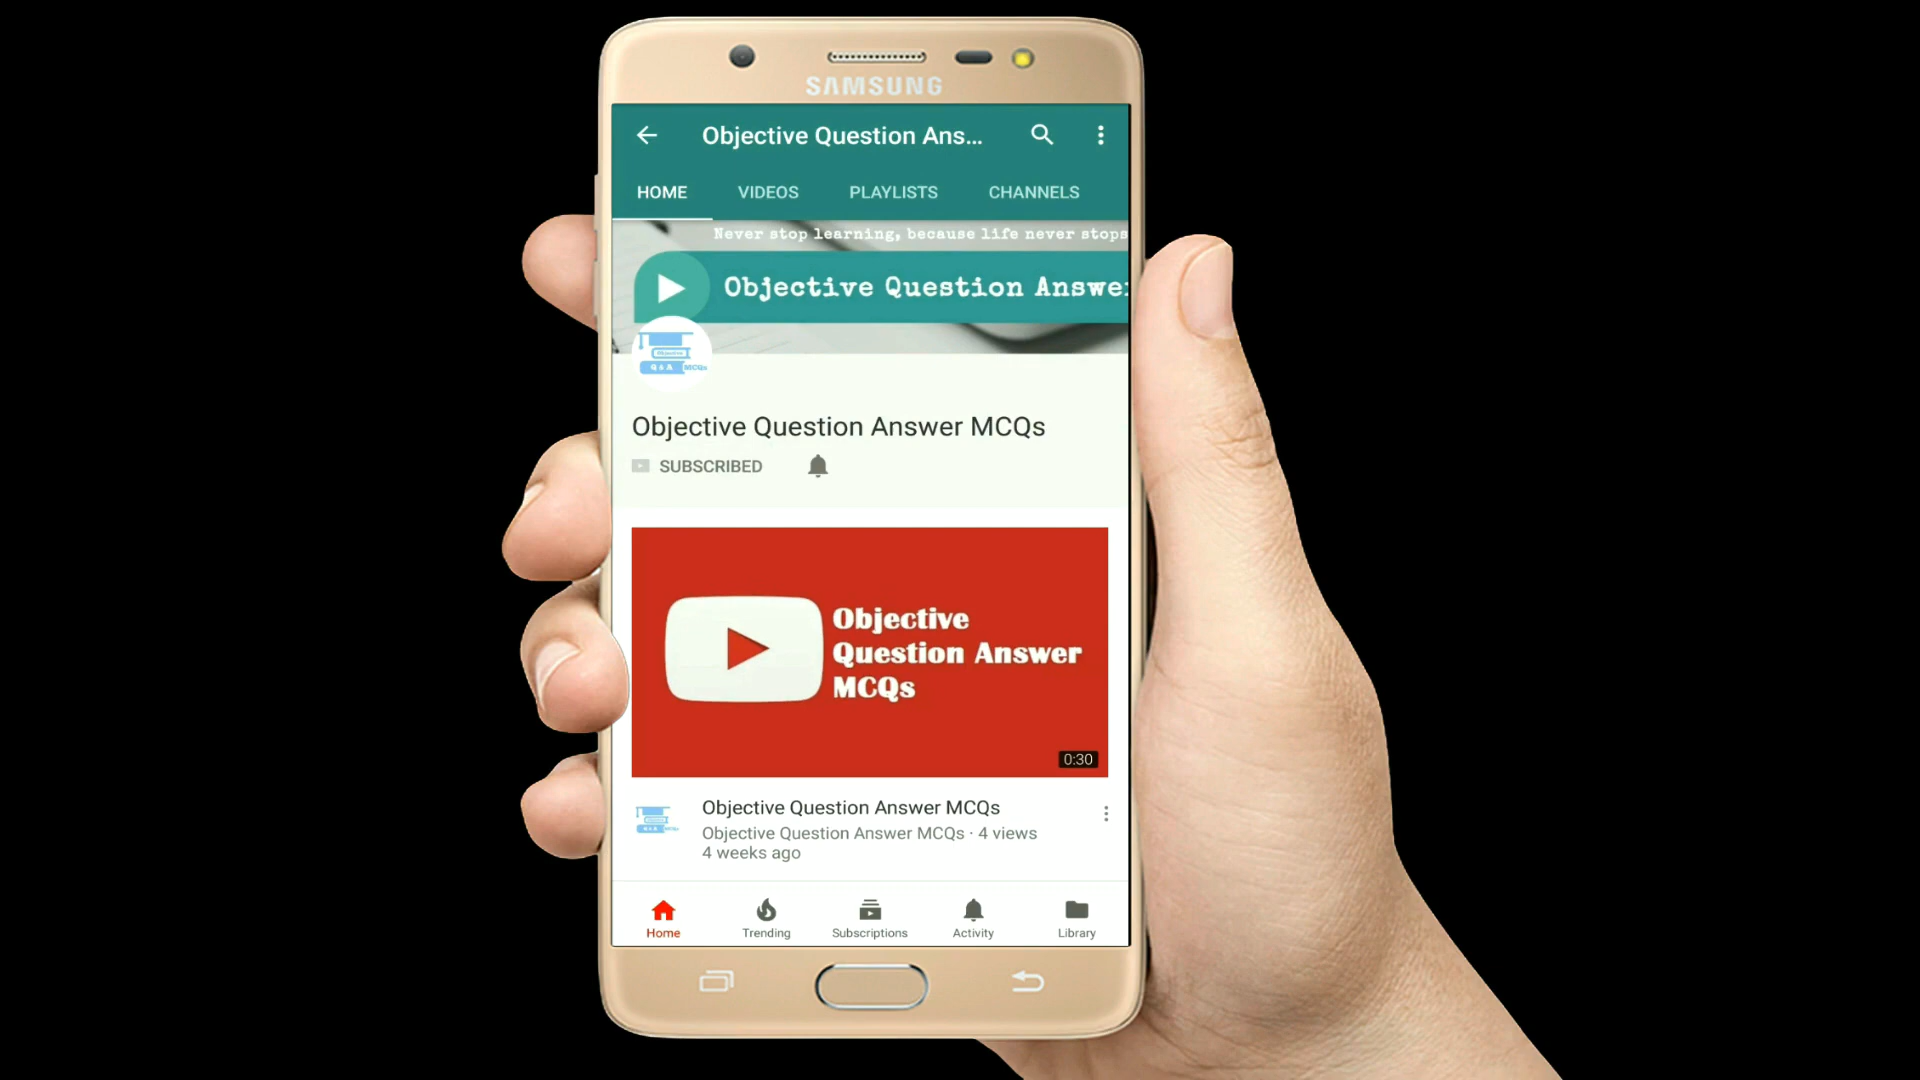 SAMSUNG
Objective Question Ans...
HOME VIDEOS PLAYLISTS CHANNELS
Never stop learning, because life never stops
Objective Question Answe
Objective
Q & A MCQs
Objective Question Answer MCQs
SUBSCRIBED
Objective
Question Answer
MCQs
0:30
Objective Question Answer MCQs
Objective Question Answer MCQs · 4 views
4 weeks ago
Home Trending Subscriptions Activity Library